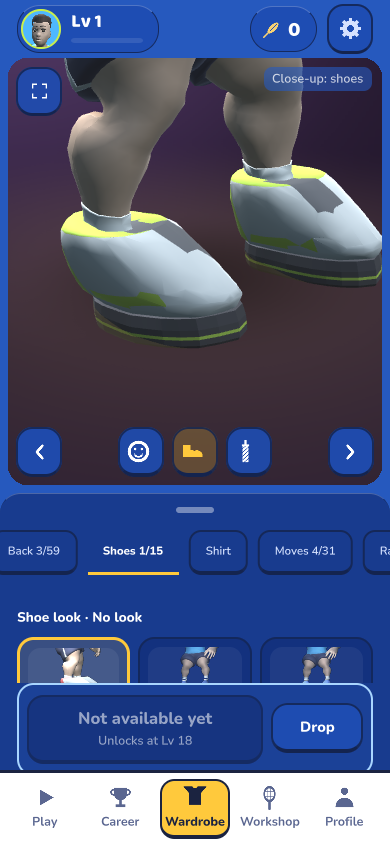 Lv 1
0
Close-up: shoes
Back 3/59
Shoes 1/15
Shirt
Moves 4/31
Ra
Shoe look · No look
Not available yet
Unlocks at Lv 18
Drop
Play
Career
Wardrobe
Workshop
Profile